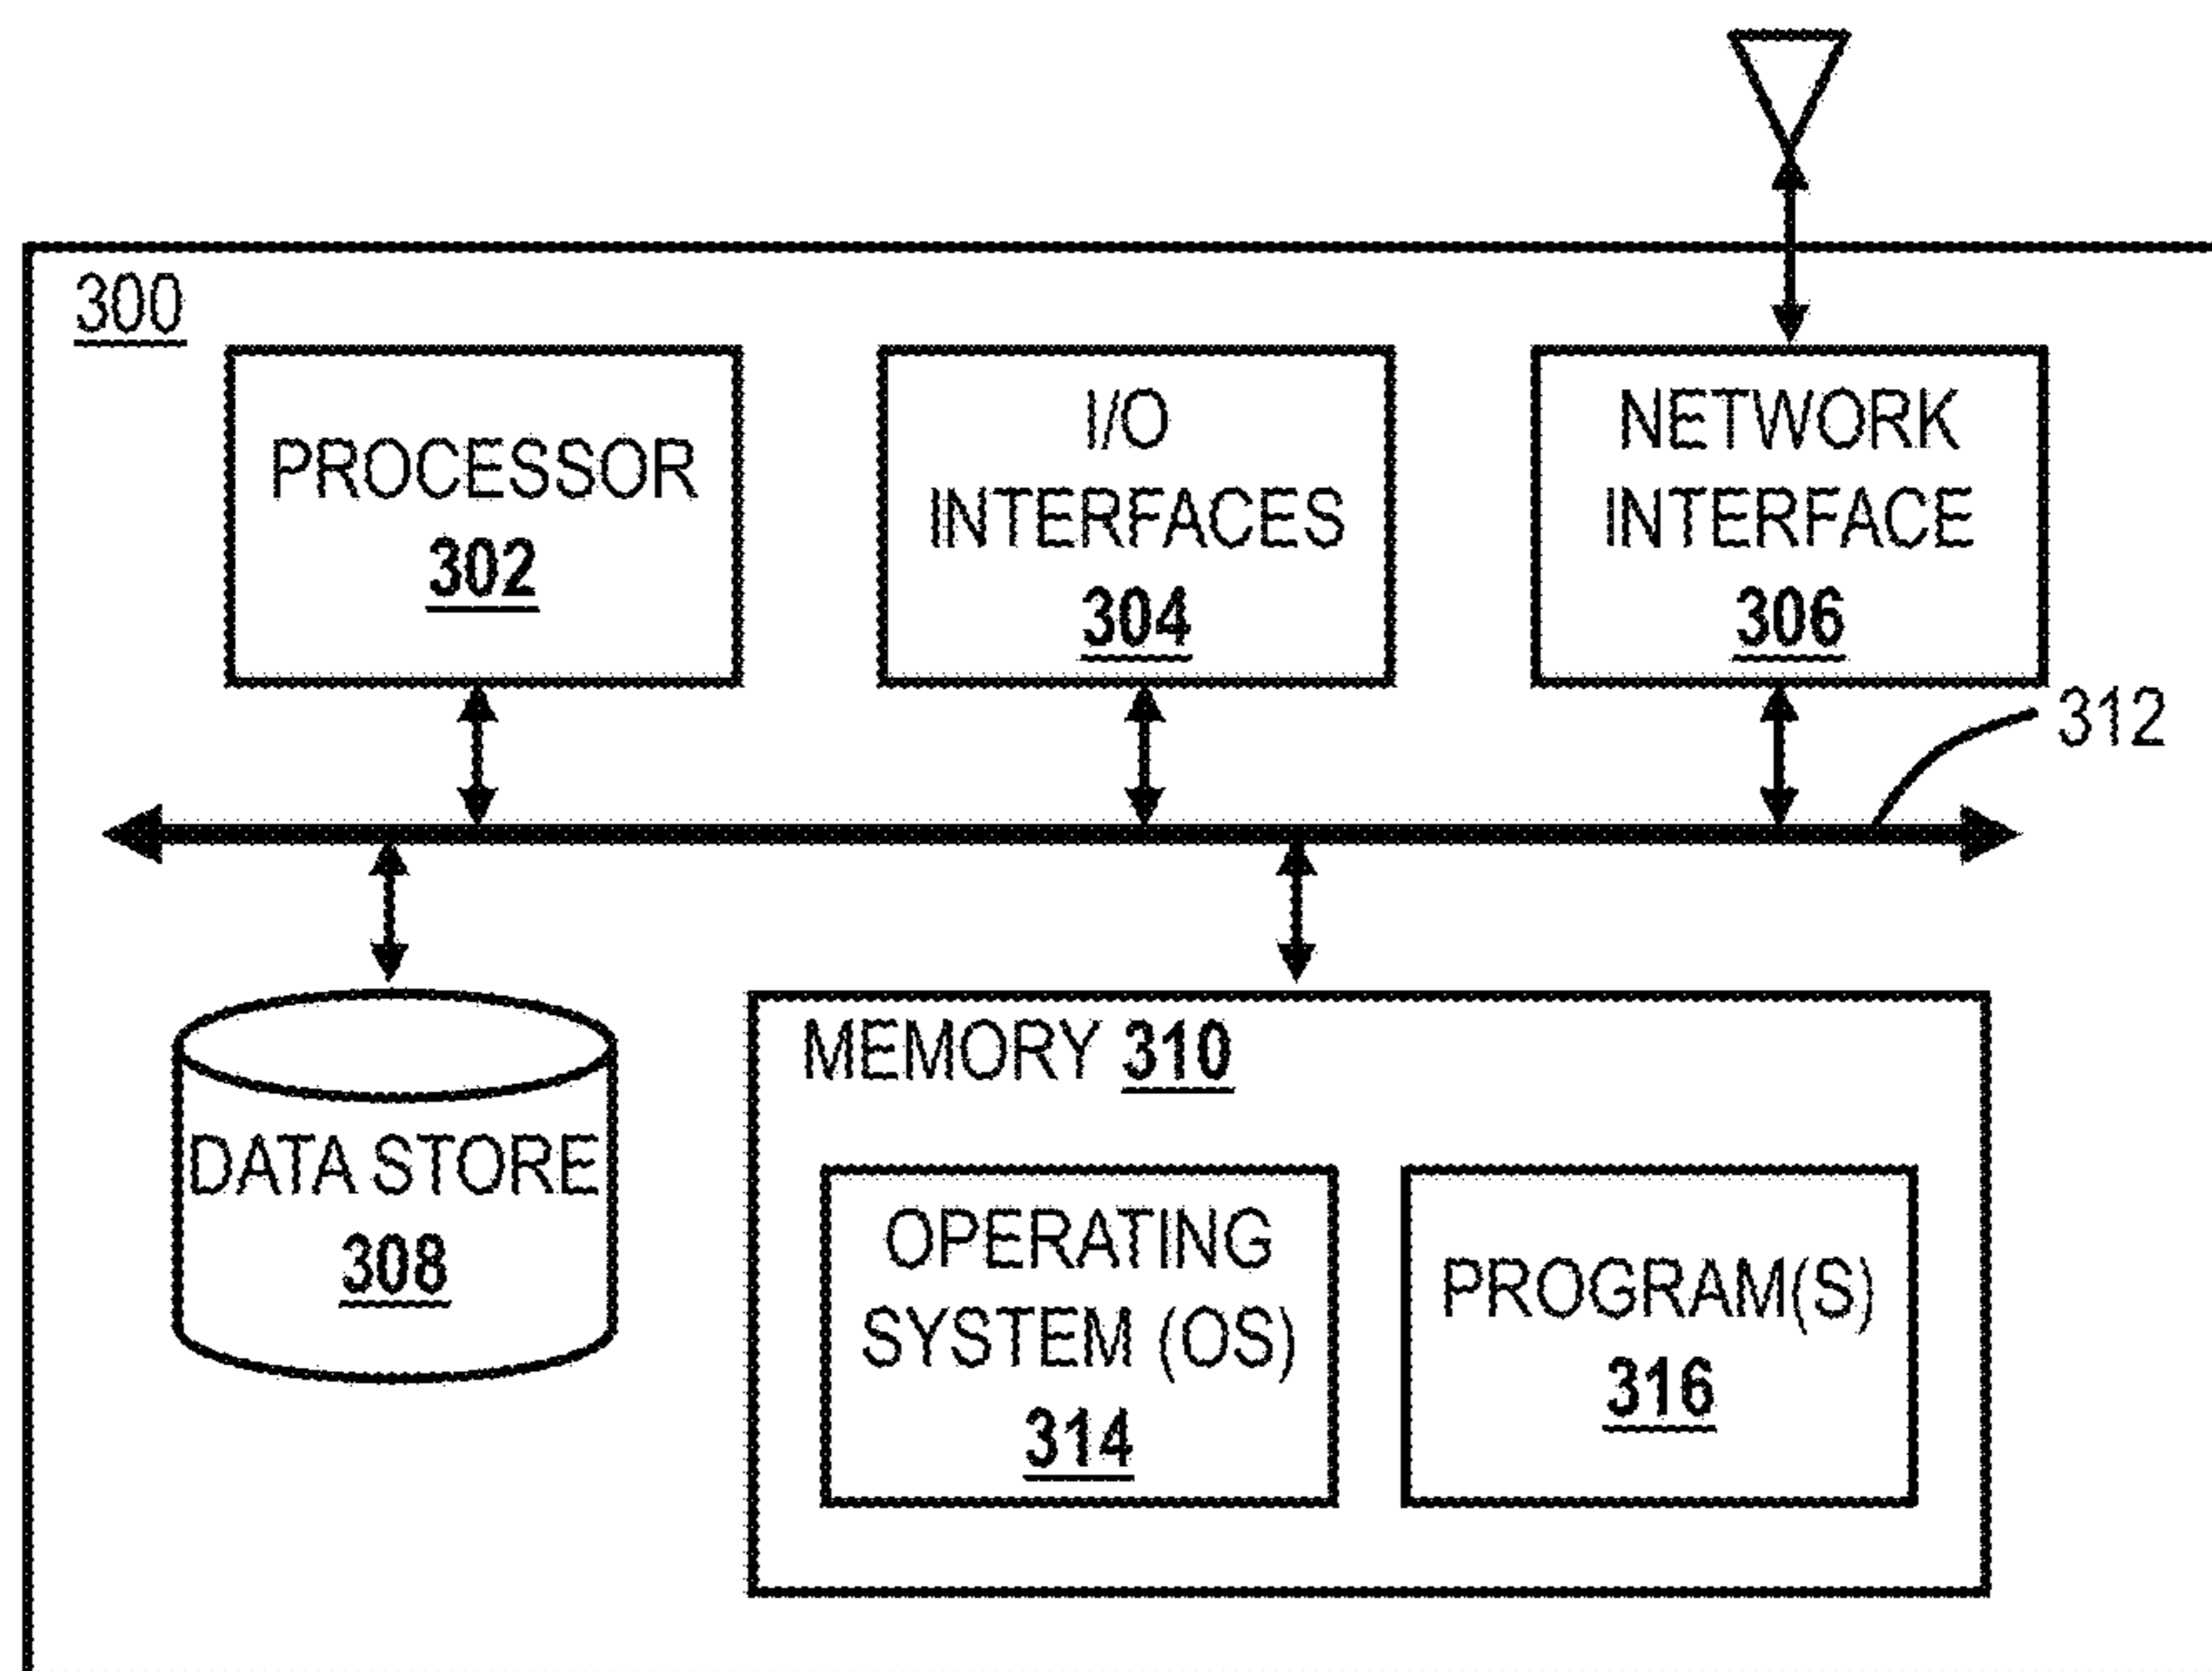 300
PROCESSOR
302
I/O
INTERFACES
304
NETWORK
INTERFACE
306
312
DATA STORE
308
MEMORY 310
OPERATING
SYSTEM (OS)
314
PROGRAM(S)
316